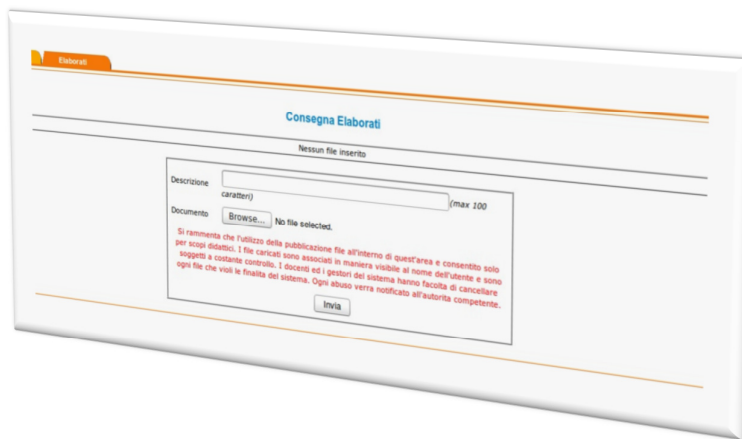 Elaborati
Consegna Elaborati
Nessun file inserito
Descrizione (max 100
caratteri)
Documento Browse... No file selected.
Si rammenta che l'utilizzo della pubblicazione file all'interno di quest'area e consentito solo
per scopi didattici. I file caricati sono associati in maniera visibile al nome dell'utente e sono
soggetti a costante controllo. I docenti ed i gestori del sistema hanno facolta di cancellare
ogni file che violi le finalita del sistema. Ogni abuso verra notificato all'autorita competente.
Invia